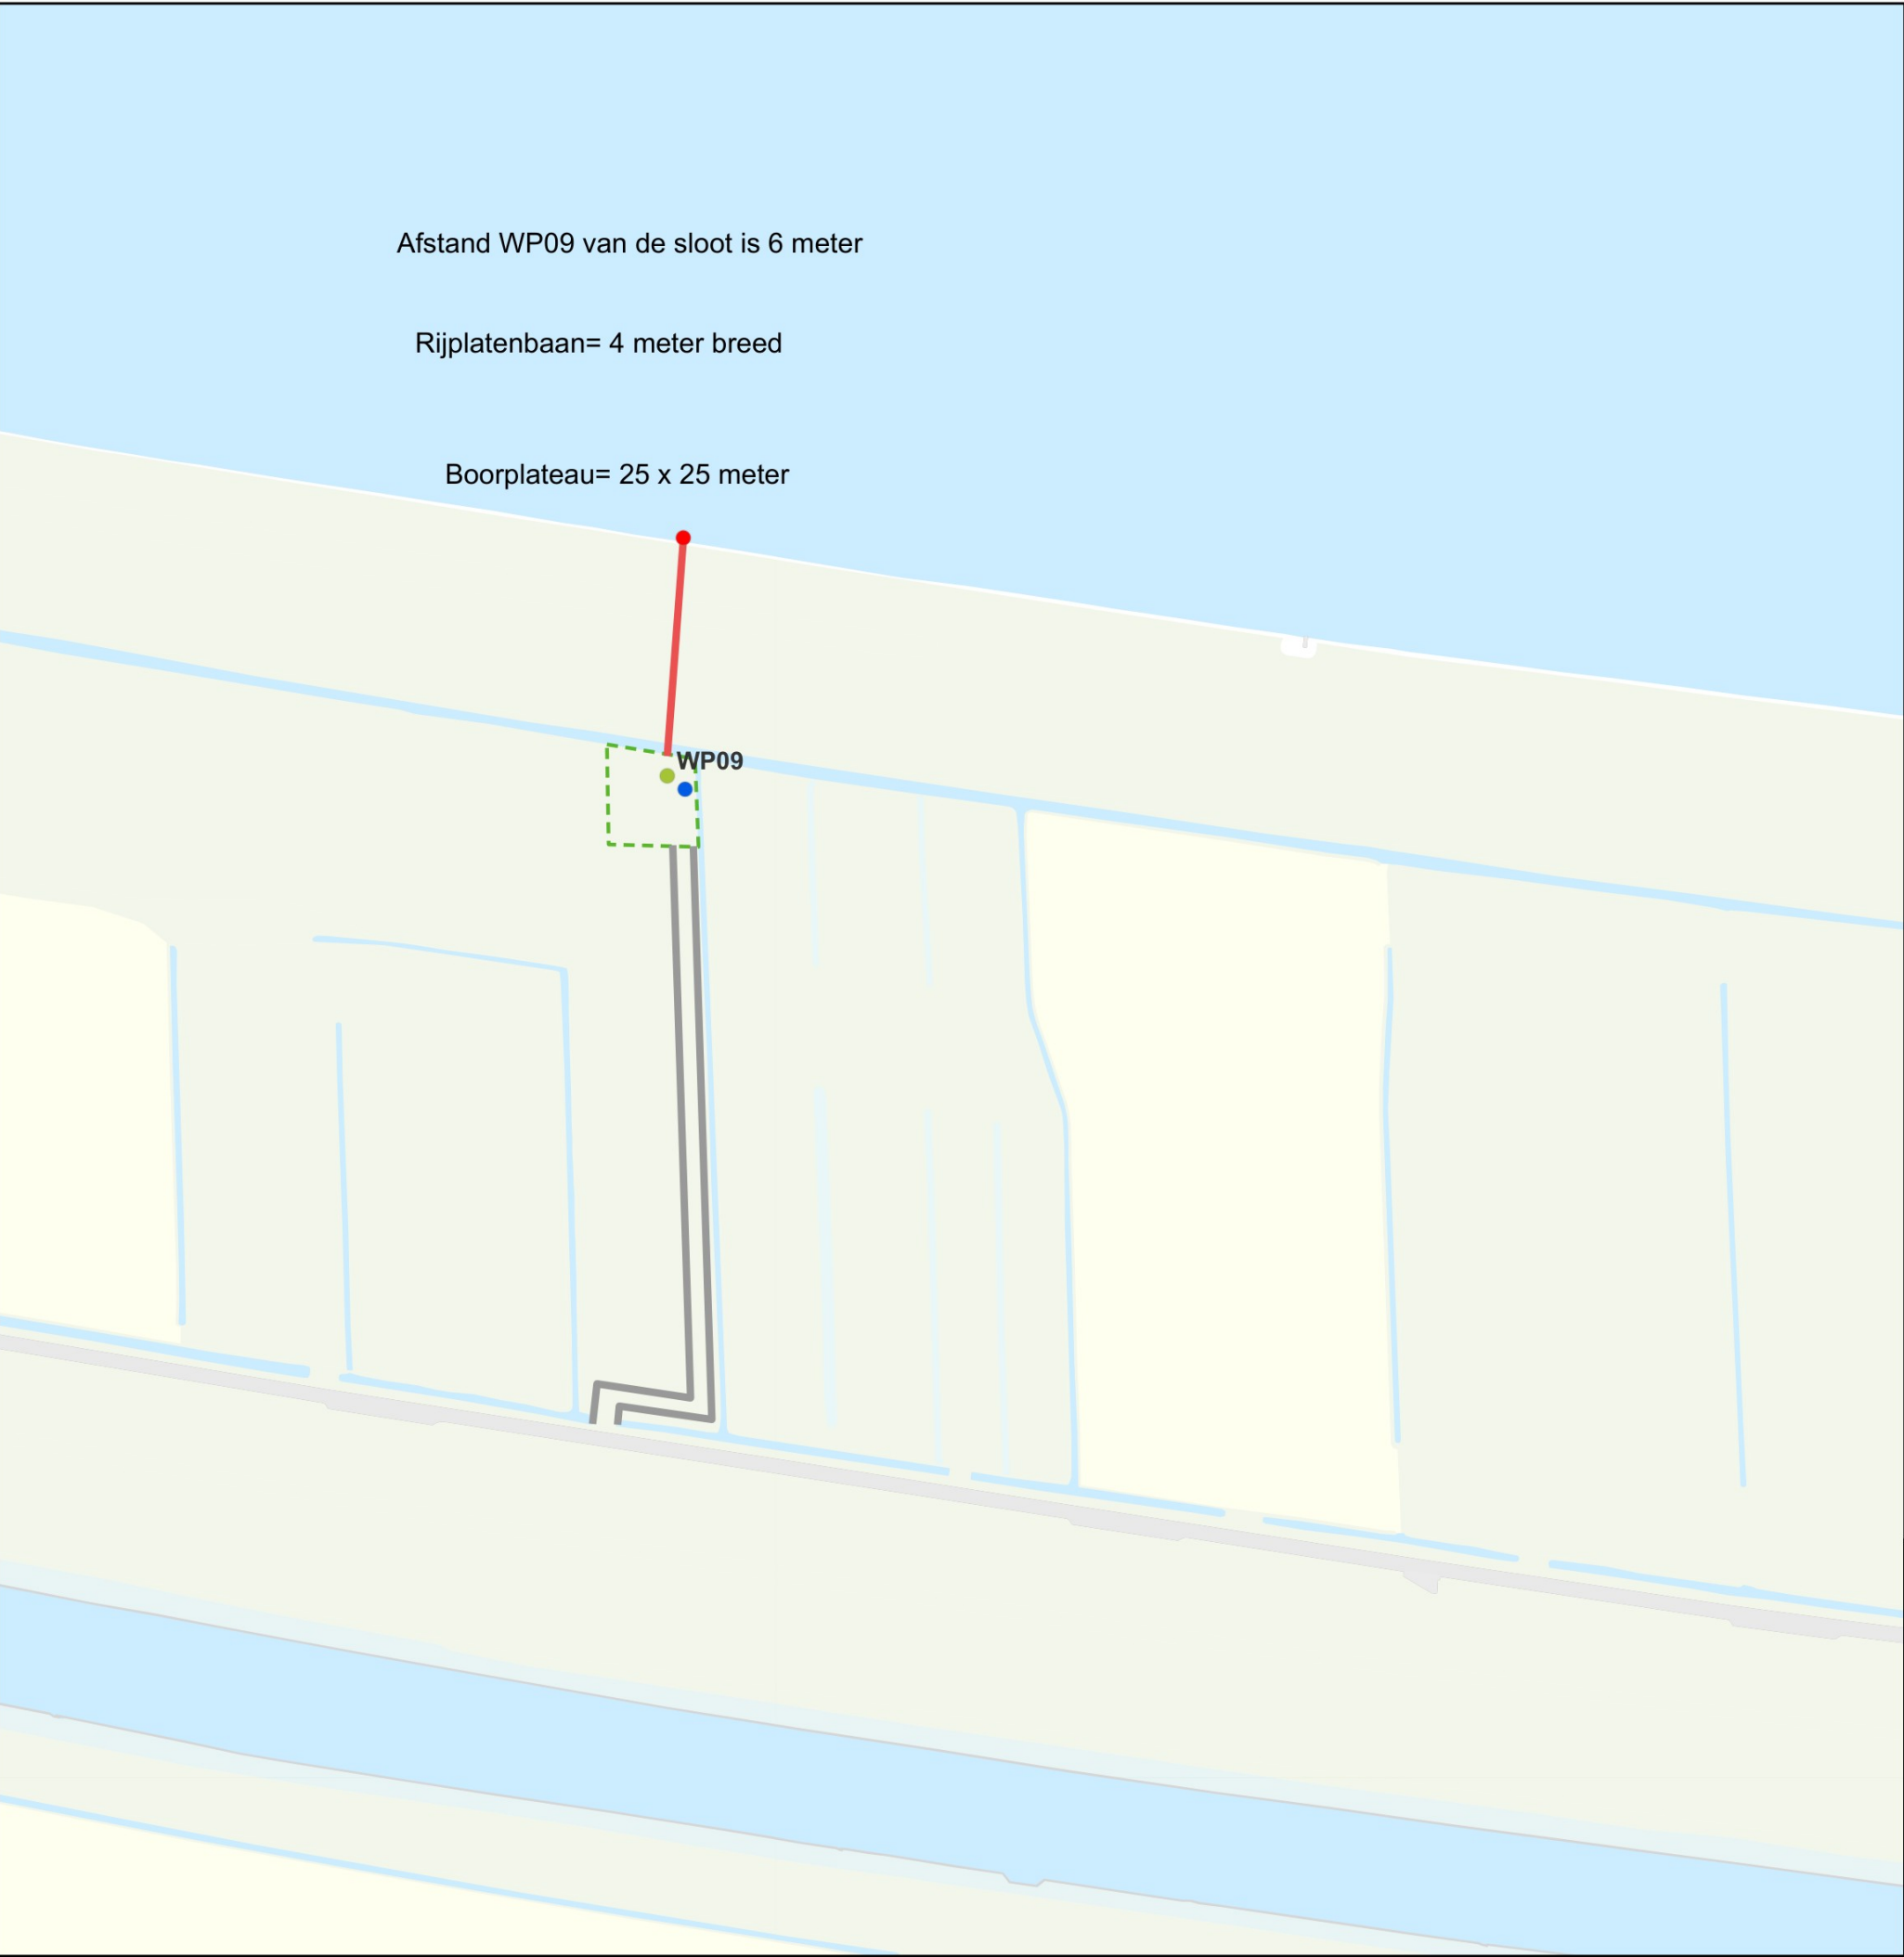 Afstand WP09 van de sloot is 6 meter
Rijplatenbaan= 4 meter breed
Boorplateau= 25 x 25 meter
WP09